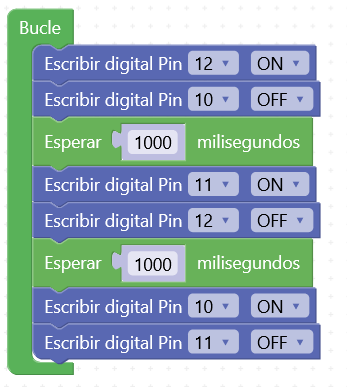 Bucle
Escribir digital Pin 12 ON
Escribir digital Pin 10 OFF
Esperar 1000 milisegundos
Escribir digital Pin 11 ON
Escribir digital Pin 12 OFF
Esperar 1000 milisegundos
Escribir digital Pin 10 ON
Escribir digital Pin 11 OFF